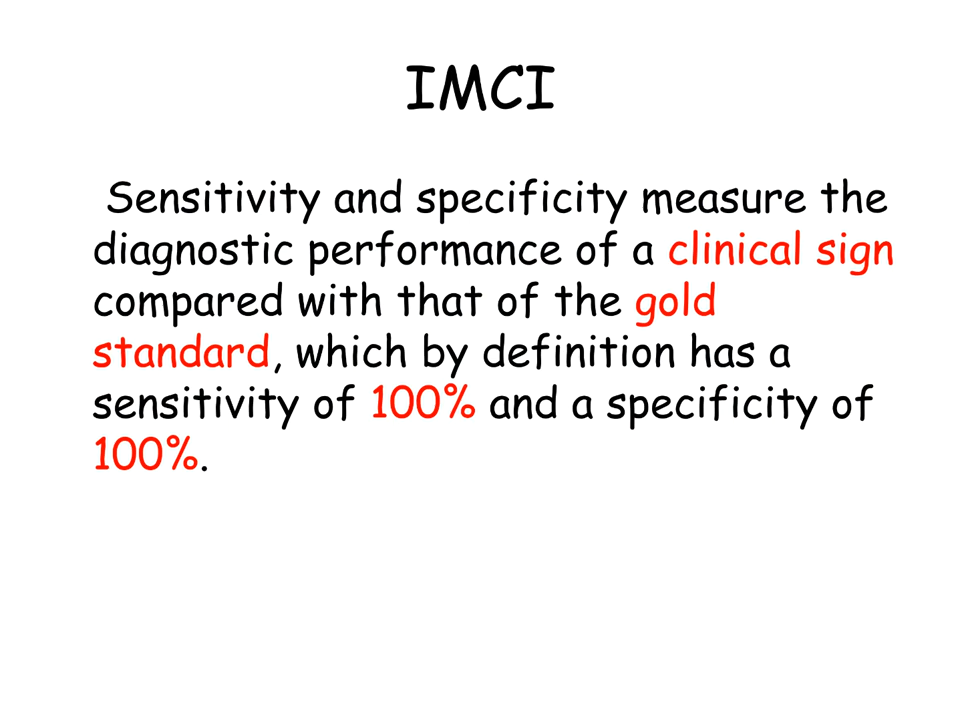 IMCI
Sensitivity and specificity measure the
diagnostic performance of a clinical sign
compared with that of the gold
standard, which by definition has a
sensitivity of 100% and a specificity of
100%.